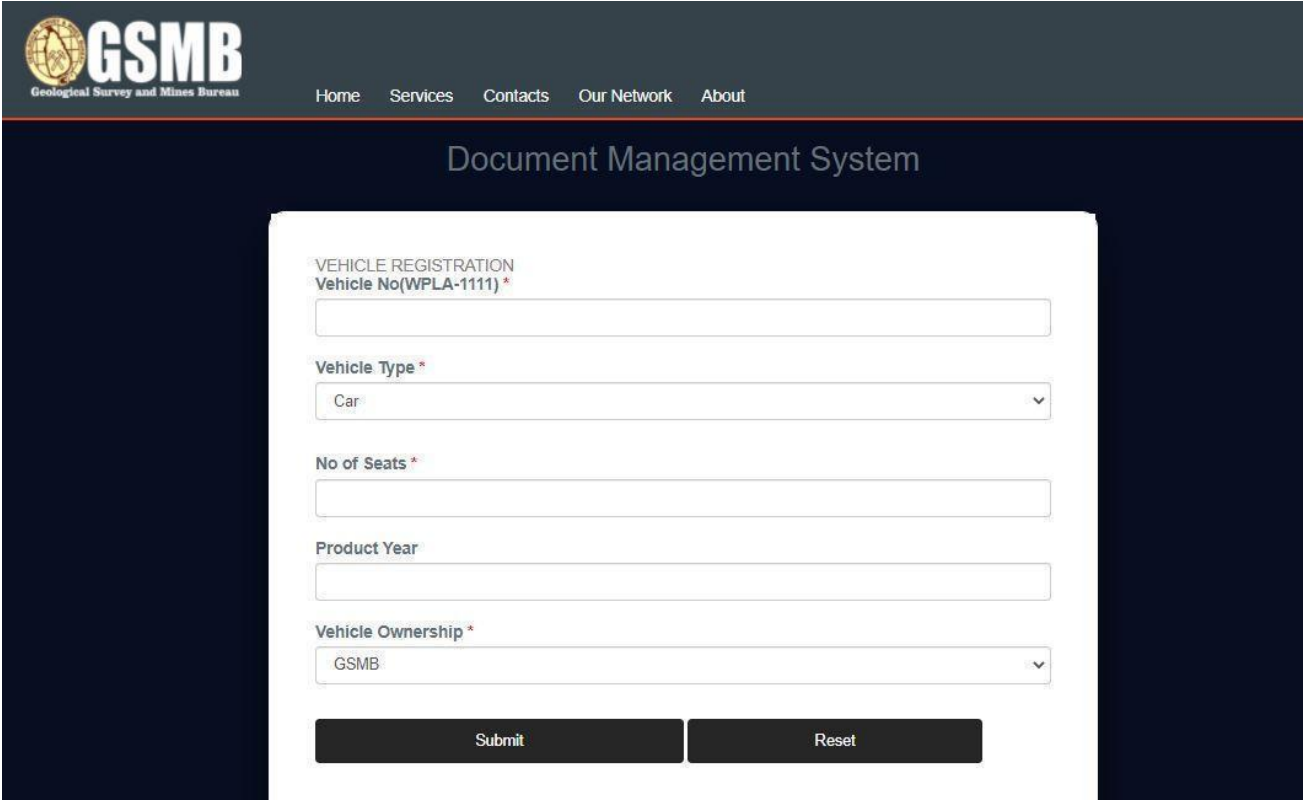 GSMB
Geological Survey and Mines Bureau
Home Services Contacts Our Network About
Document Management System
VEHICLE REGISTRATION
Vehicle No(WPLA-1111) *
Vehicle Type *
Car
No of Seats *
Product Year
Vehicle Ownership *
GSMB
Submit Reset